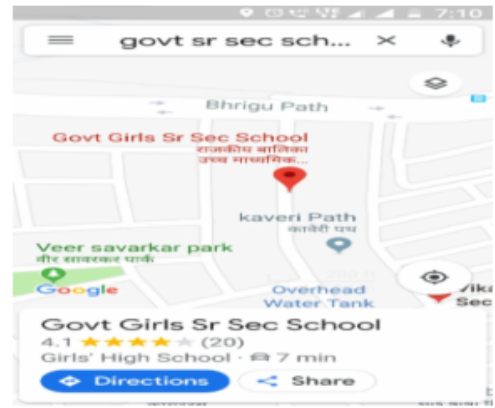 7:10
govt sr sec sch...
Bhrigu Path
Govt Girls Sr Sec School
राजकीय बालिका
उच्च माध्यमिक...
kaveri Path
कावेरी पथ
Veer savarkar park
वीर सावरकर पार्क
Google
Overhead
Water Tank
Vika
Sec
Govt Girls Sr Sec School
4.1 (20)
Girls' High School · 7 min
Directions
Share